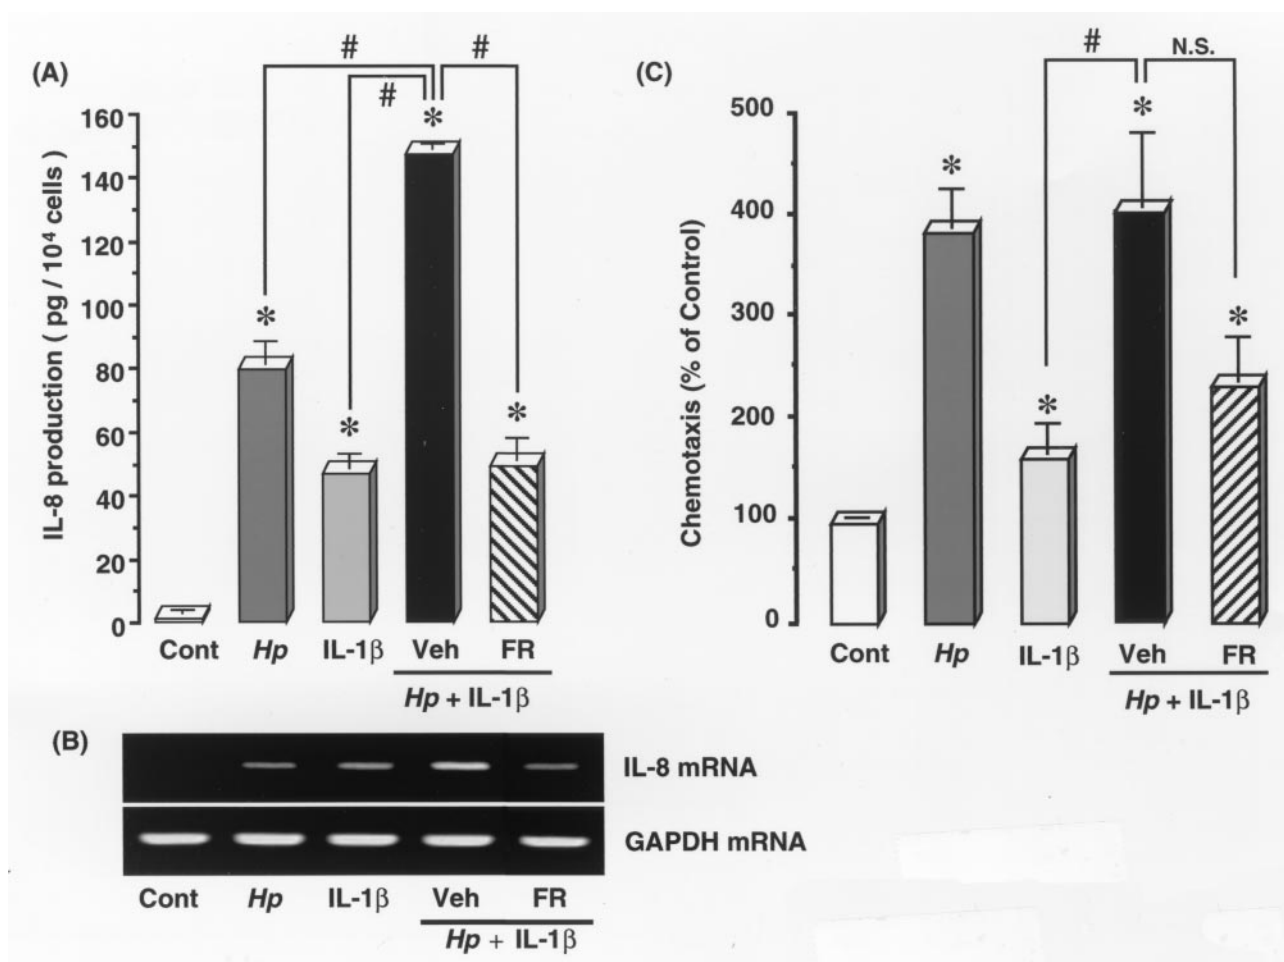 (A)
# #
#
IL-8 production ( pg / 10⁴ cells )
160
140
120
100
80
60
40
20
0
* * * *
Cont Hp IL-1β Veh FR
Hp + IL-1β
(B)
IL-8 mRNA
GAPDH mRNA
Cont Hp IL-1β Veh FR
Hp + IL-1β
(C)
# N.S.
Chemotaxis (% of Control)
500
400
300
200
100
0
* * * *
Cont Hp IL-1β Veh FR
Hp + IL-1β